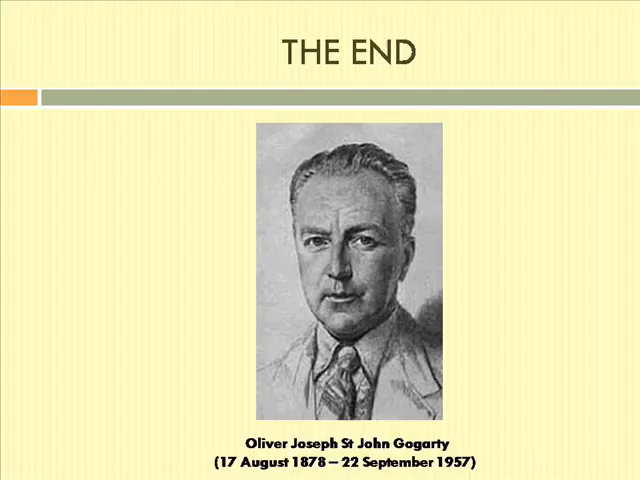 THE END
Oliver Joseph St John Gogarty
(17 August 1878 – 22 September 1957)